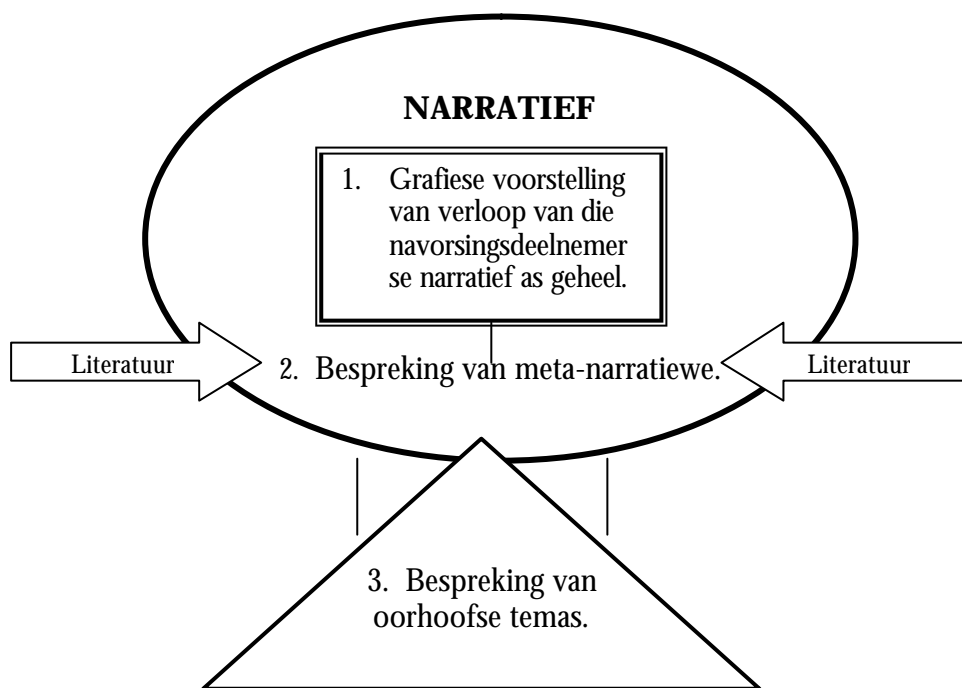 NARRATIEF
1. Grafiese voorstelling
van verloop van die
navorsingsdeelnemer
se narratief as geheel.
Literatuur
2. Bespreking van meta-narratiewe.
Literatuur
3. Bespreking van
oorhoofse temas.